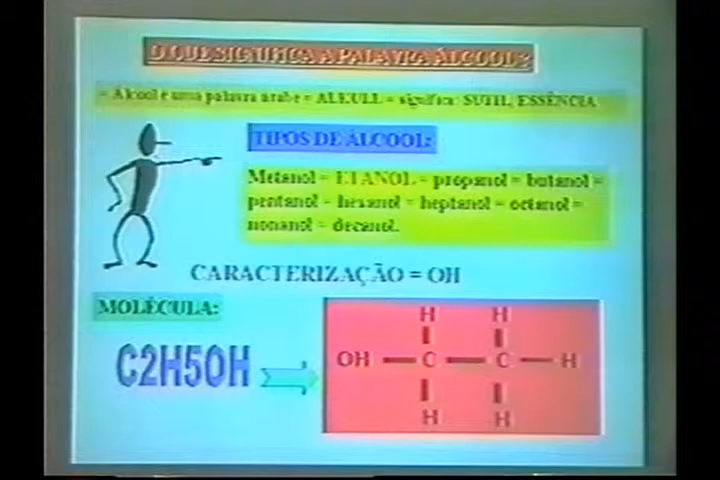 O QUE SIGNIFICA A PALAVRA ÁLCOOL?
- Álcool é uma palavra árabe = ALKULL = significa: SUTIL/ESSÊNCIA
TIPOS DE ÁLCOOL:
Metanol = ETANOL = propanol = butanol =
pentanol = hexanol = heptanol = octanol =
nonanol = decanol.
CARACTERIZAÇÃO = OH
MOLÉCULA:
C2H5OH
H H
OH C C H
H H